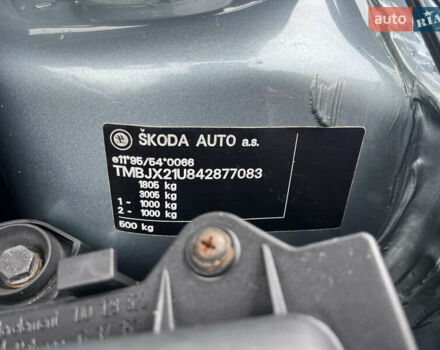 auto RIA
ŠKODA AUTO a.s.
e11*95/54*0066
TMBJX21U842877083
1805 kg
3005 kg
1 - 1000 kg
2 - 1000 kg
500 kg